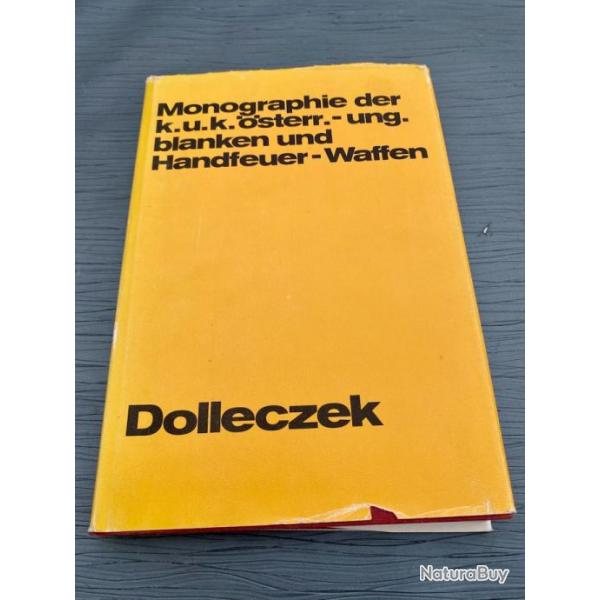 Monographie der
k.u.k.österr.-ung.
blanken und
Handfeuer-Waffen
Dolleczek
NaturaBuy